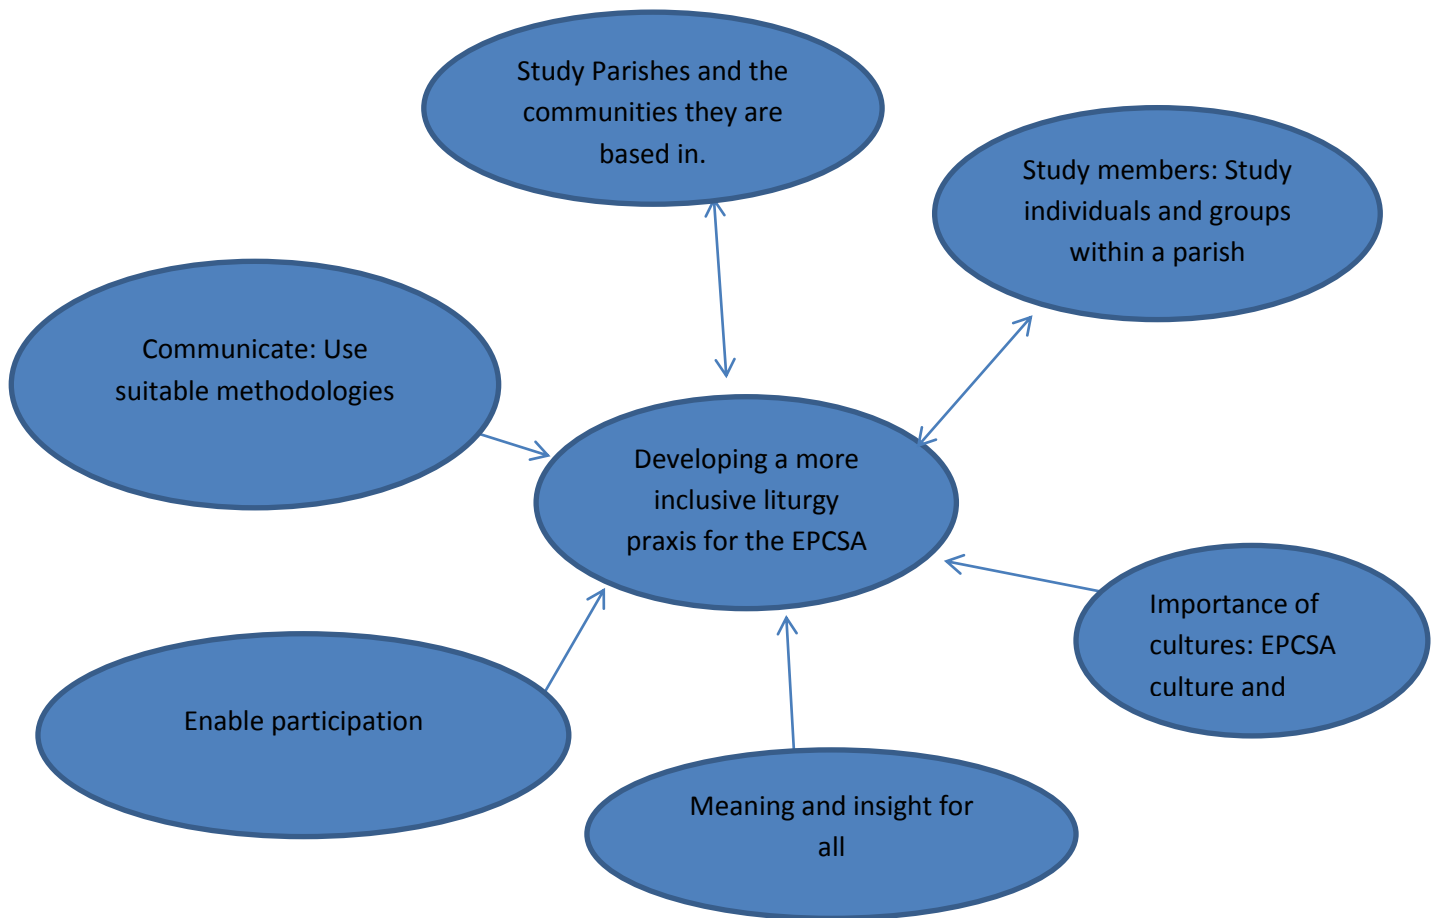 Study Parishes and the
communities they are
based in.
Study members: Study
individuals and groups
within a parish
Communicate: Use
suitable methodologies
Developing a more
inclusive liturgy
praxis for the EPCSA
Importance of
cultures: EPCSA
culture and
Enable participation
Meaning and insight for
all